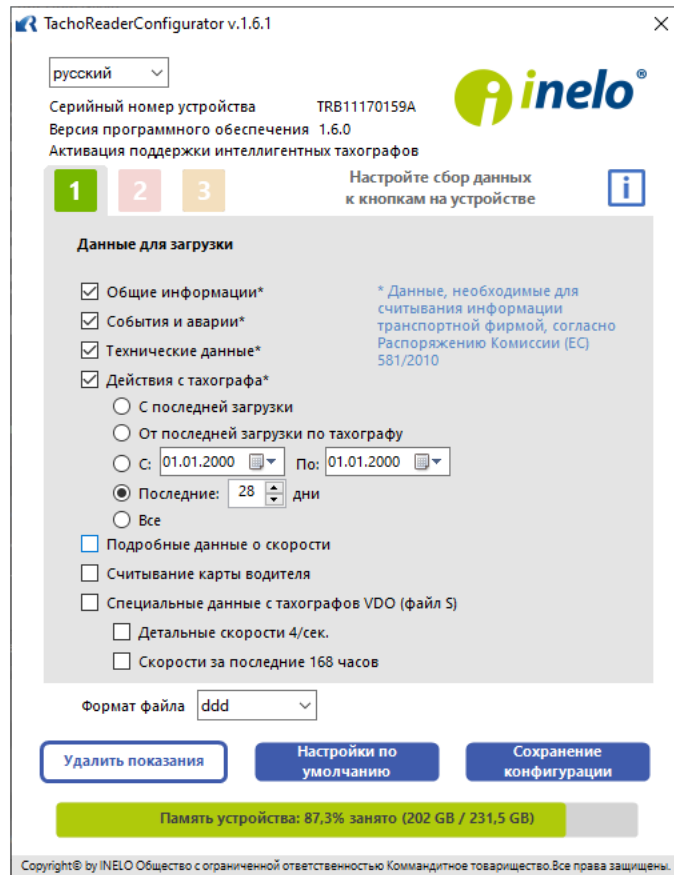 TachoReaderConfigurator v.1.6.1
русский
inelo®
Серийный номер устройства TRB11170159A
Версия программного обеспечения 1.6.0
Активация поддержки интеллигентных тахографов
1 2 3
Настройте сбор данных
к кнопкам на устройстве
i
Данные для загрузки
Общие информации*
События и аварии*
Технические данные*
Действия с тахографа*
* Данные, необходимые для
считывания информации
транспортной фирмой, согласно
Распоряжению Комиссии (ЕС)
581/2010
С последней загрузки
От последней загрузки по тахографу
С: 01.01.2000 По: 01.01.2000
Последние: 28 дни
Все
Подробные данные о скорости
Считывание карты водителя
Специальные данные с тахографов VDO (файл S)
Детальные скорости 4/сек.
Скорости за последние 168 часов
Формат файла ddd
Удалить показания
Настройки по
умолчанию
Сохранение
конфигурации
Память устройства: 87,3% занято (202 GB / 231,5 GB)
Copyright© by INELO Общество с ограниченной ответственностью Коммандитное товарищество.Все права защищены.